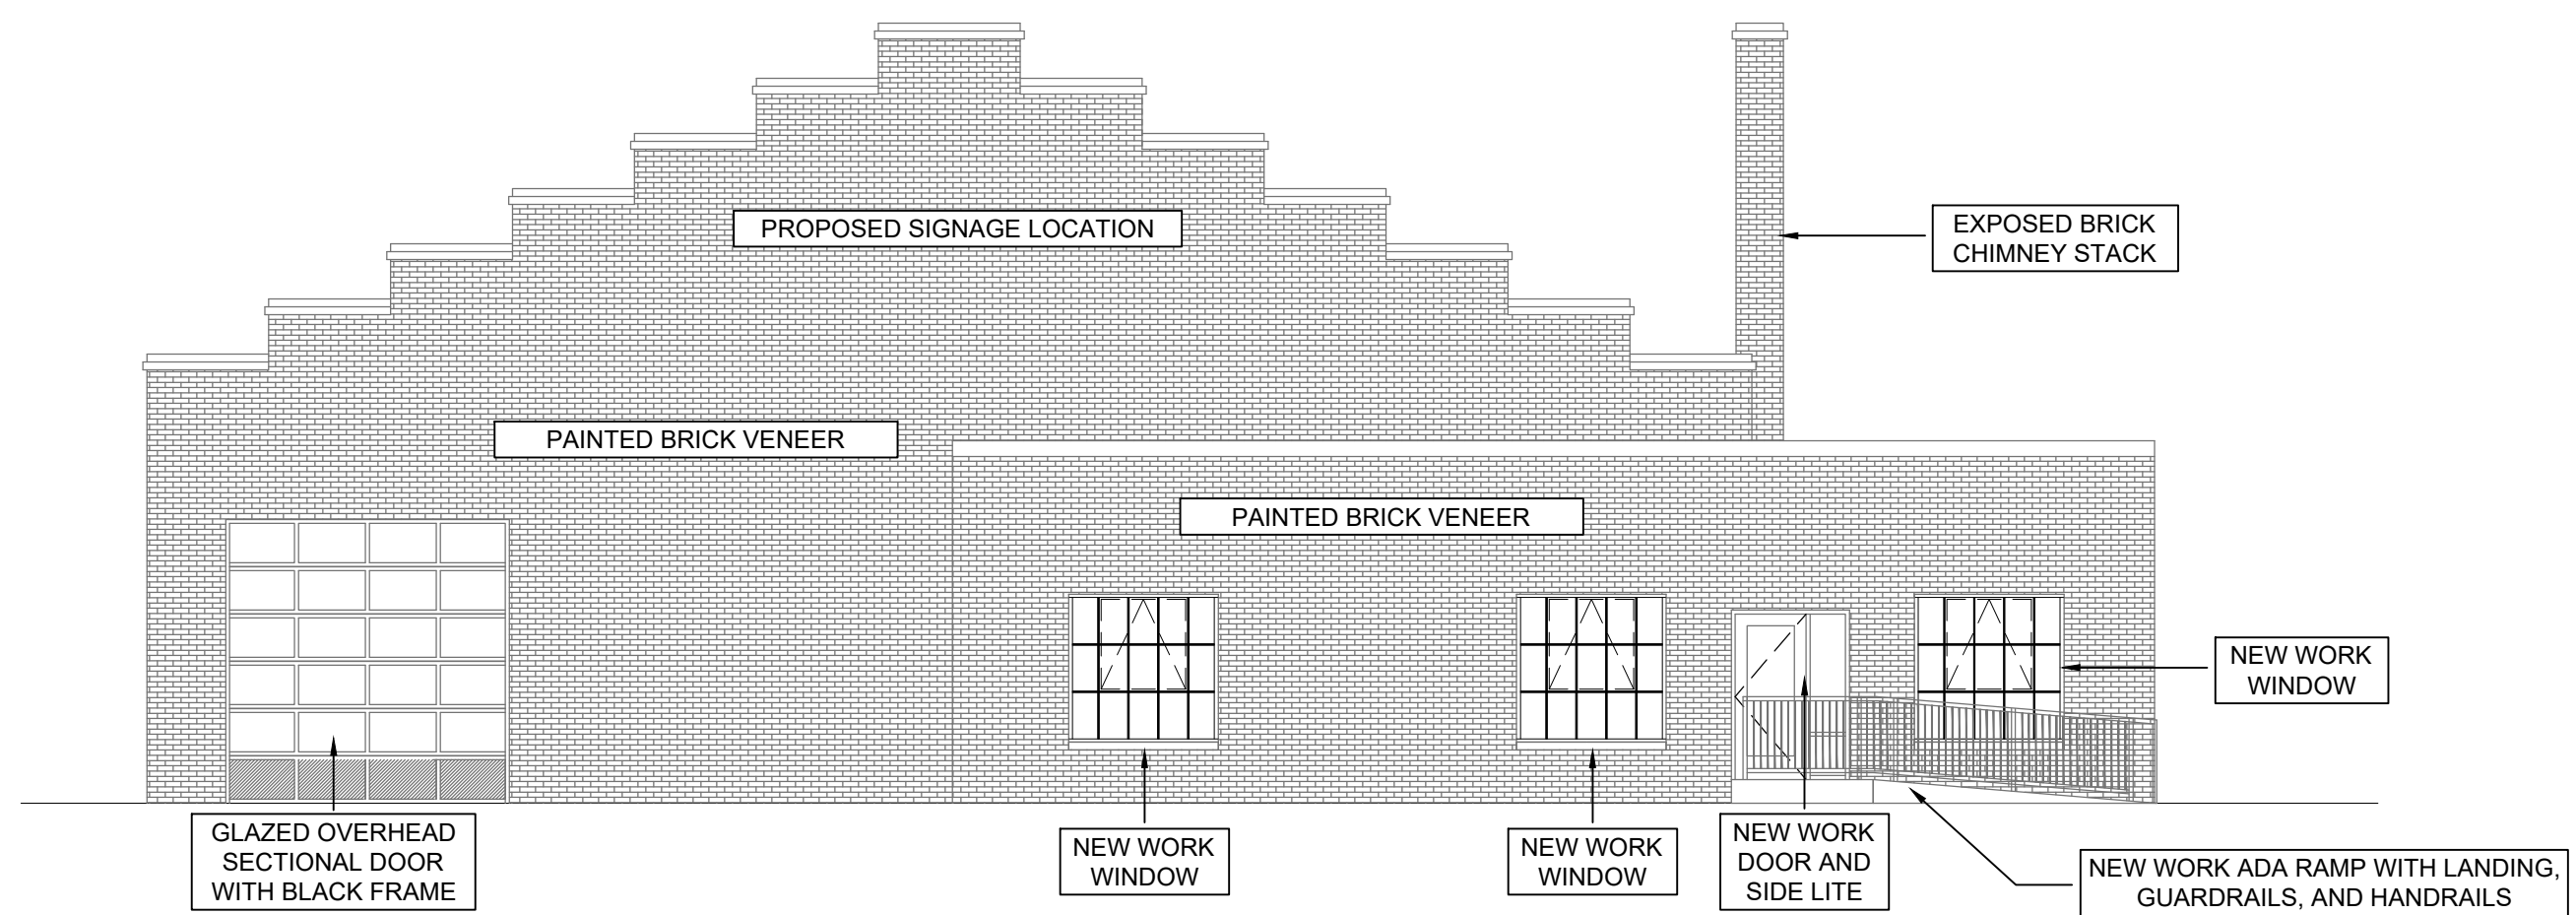 PROPOSED SIGNAGE LOCATION
EXPOSED BRICK
CHIMNEY STACK
PAINTED BRICK VENEER
PAINTED BRICK VENEER
NEW WORK
WINDOW
GLAZED OVERHEAD
SECTIONAL DOOR
WITH BLACK FRAME
NEW WORK
WINDOW
NEW WORK
WINDOW
NEW WORK
DOOR AND
SIDE LITE
NEW WORK ADA RAMP WITH LANDING,
GUARDRAILS, AND HANDRAILS